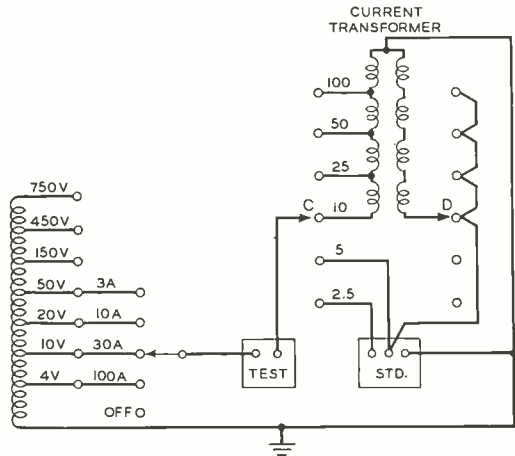 CURRENT
TRANSFORMER
100
50
25
C
10
D
5
2.5
750V
450V
150V
50V
3A
20V
10A
10V
30A
4V
100A
OFF
TEST
STD.